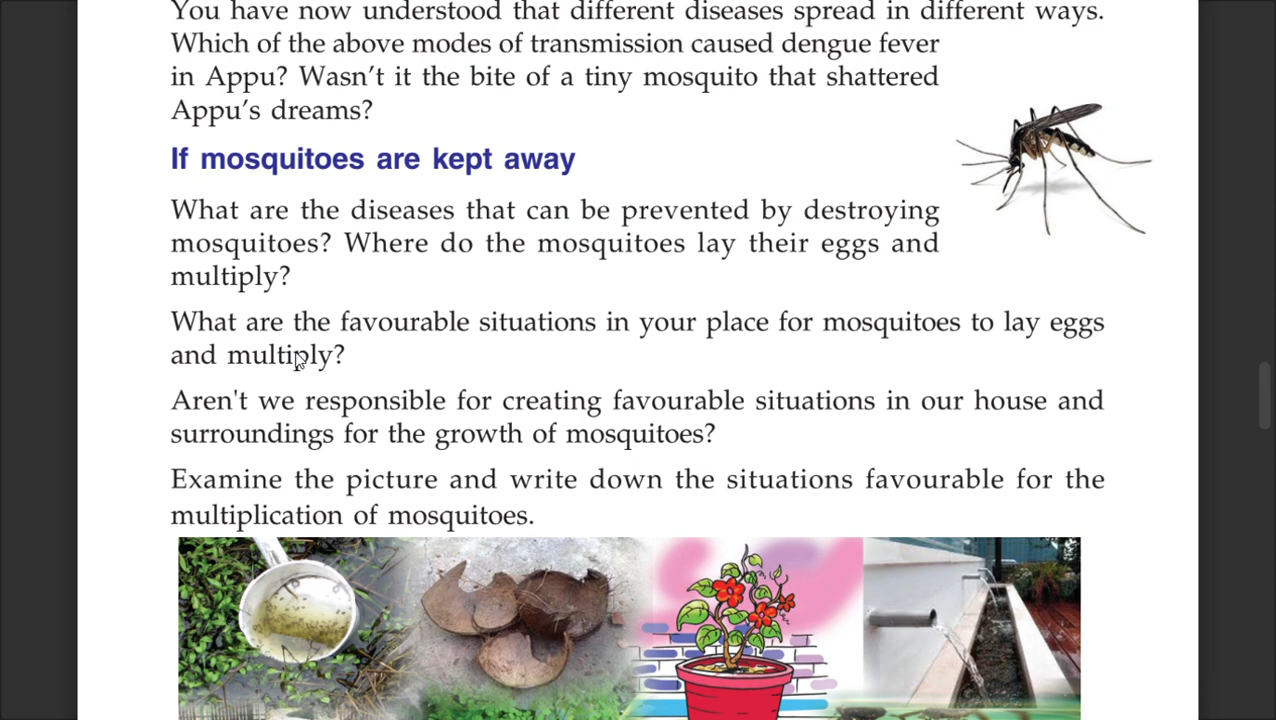 You have now understood that different diseases spread in different ways.
Which of the above modes of transmission caused dengue fever
in Appu? Wasn’t it the bite of a tiny mosquito that shattered
Appu’s dreams?
If mosquitoes are kept away
What are the diseases that can be prevented by destroying
mosquitoes? Where do the mosquitoes lay their eggs and
multiply?
What are the favourable situations in your place for mosquitoes to lay eggs
and multiply?
Aren't we responsible for creating favourable situations in our house and
surroundings for the growth of mosquitoes?
Examine the picture and write down the situations favourable for the
multiplication of mosquitoes.